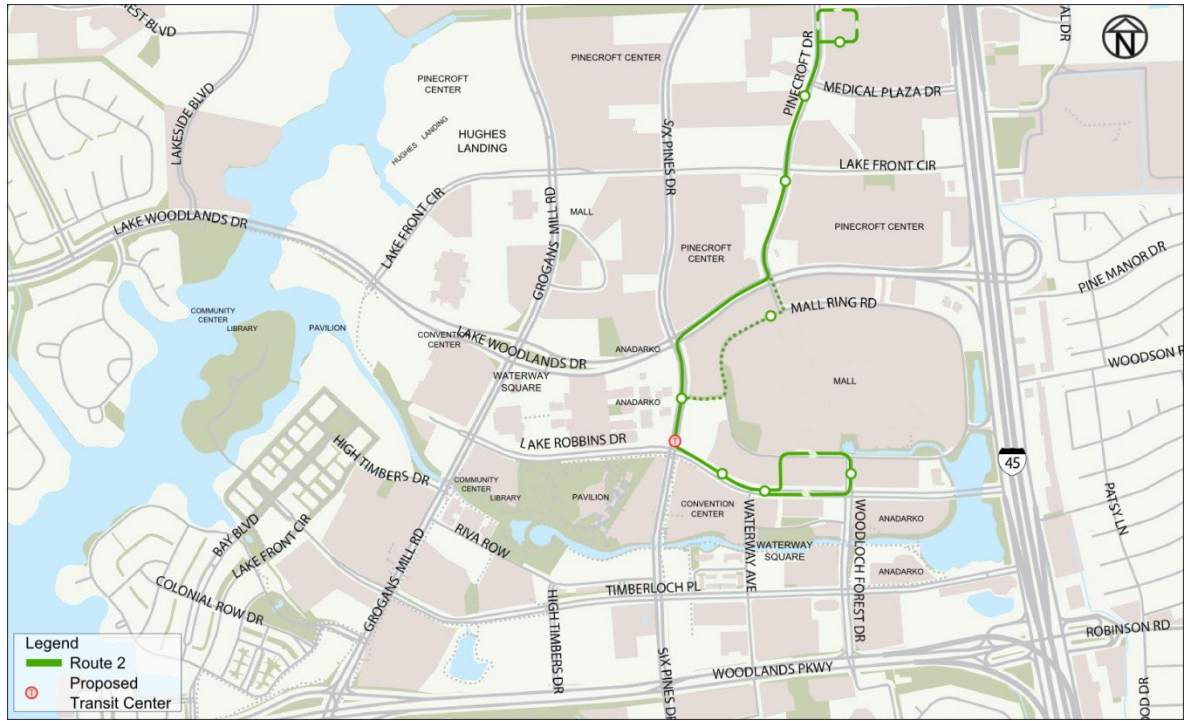 EST BLVD
LAKESIDE BLVD
PINECROFT
CENTER
PINECROFT CENTER
PINECROFT DR
AL DR
N
MEDICAL PLAZA DR
HUGHES LANDING
HUGHES
LANDING
SIX PINES DR
LAKE FRONT CIR
LAKE FRONT CIR
GROGANS MILL RD
MALL
PINECROFT
CENTER
PINECROFT CENTER
LAKE WOODLANDS DR
PINE MANOR DR
MALL RING RD
COMMUNITY
CENTER
LIBRARY
PAVILION
CONVENTION
CENTER
LAKE WOODLANDS DR
ANADARKO
WATERWAY
SQUARE
WOODSON R
MALL
ANADARKO
LAKE ROBBINS DR
T
45
HIGH TIMBERS DR
COMMUNITY
CENTER
LIBRARY
PAVILION
CONVENTION
CENTER
WATERWAY AVE
WOODLOCH FOREST DR
ANADARKO
PATSY LN
BAY BLVD
LAKE FRONT CIR
RIVA ROW
WATERWAY
SQUARE
ANADARKO
COLONIAL ROW DR
GROGANS MILL RD
HIGH TIMBERS DR
TIMBERLOCH PL
ROBINSON RD
SIX PINES DR
WOODLANDS PKWY
OOD DR
Legend
Route 2
T
Proposed
Transit Center